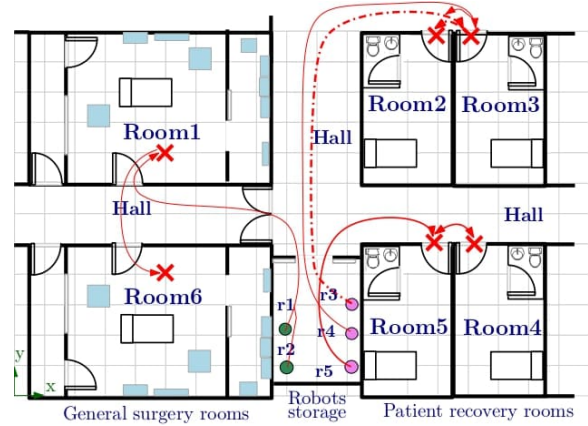 Room2
Room3
Room1
Hall
Hall
Hall
Room6
r1
r3
r4
r2
r5
Room5
Room4
y
x
General surgery rooms
Robots
storage
Patient recovery rooms